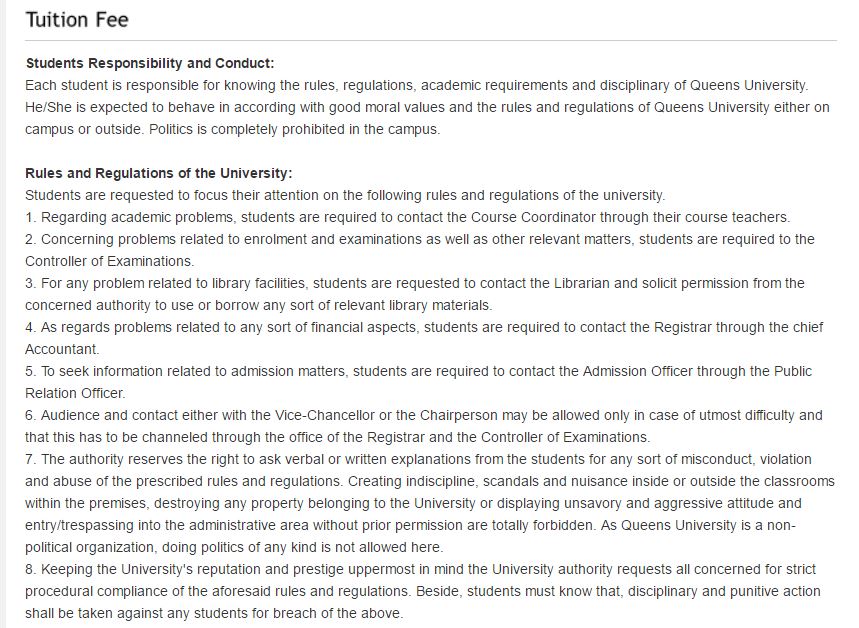 Tuition Fee
Students Responsibility and Conduct:
Each student is responsible for knowing the rules, regulations, academic requirements and disciplinary of Queens University.
He/She is expected to behave in according with good moral values and the rules and regulations of Queens University either on
campus or outside. Politics is completely prohibited in the campus.
Rules and Regulations of the University:
Students are requested to focus their attention on the following rules and regulations of the university.
1. Regarding academic problems, students are required to contact the Course Coordinator through their course teachers.
2. Concerning problems related to enrolment and examinations as well as other relevant matters, students are required to the
Controller of Examinations.
3. For any problem related to library facilities, students are requested to contact the Librarian and solicit permission from the
concerned authority to use or borrow any sort of relevant library materials.
4. As regards problems related to any sort of financial aspects, students are required to contact the Registrar through the chief
Accountant.
5. To seek information related to admission matters, students are required to contact the Admission Officer through the Public
Relation Officer.
6. Audience and contact either with the Vice-Chancellor or the Chairperson may be allowed only in case of utmost difficulty and
that this has to be channeled through the office of the Registrar and the Controller of Examinations.
7. The authority reserves the right to ask verbal or written explanations from the students for any sort of misconduct, violation
and abuse of the prescribed rules and regulations. Creating indiscipline, scandals and nuisance inside or outside the classrooms
within the premises, destroying any property belonging to the University or displaying unsavory and aggressive attitude and
entry/trespassing into the administrative area without prior permission are totally forbidden. As Queens University is a non-
political organization, doing politics of any kind is not allowed here.
8. Keeping the University's reputation and prestige uppermost in mind the University authority requests all concerned for strict
procedural compliance of the aforesaid rules and regulations. Beside, students must know that, disciplinary and punitive action
shall be taken against any students for breach of the above.